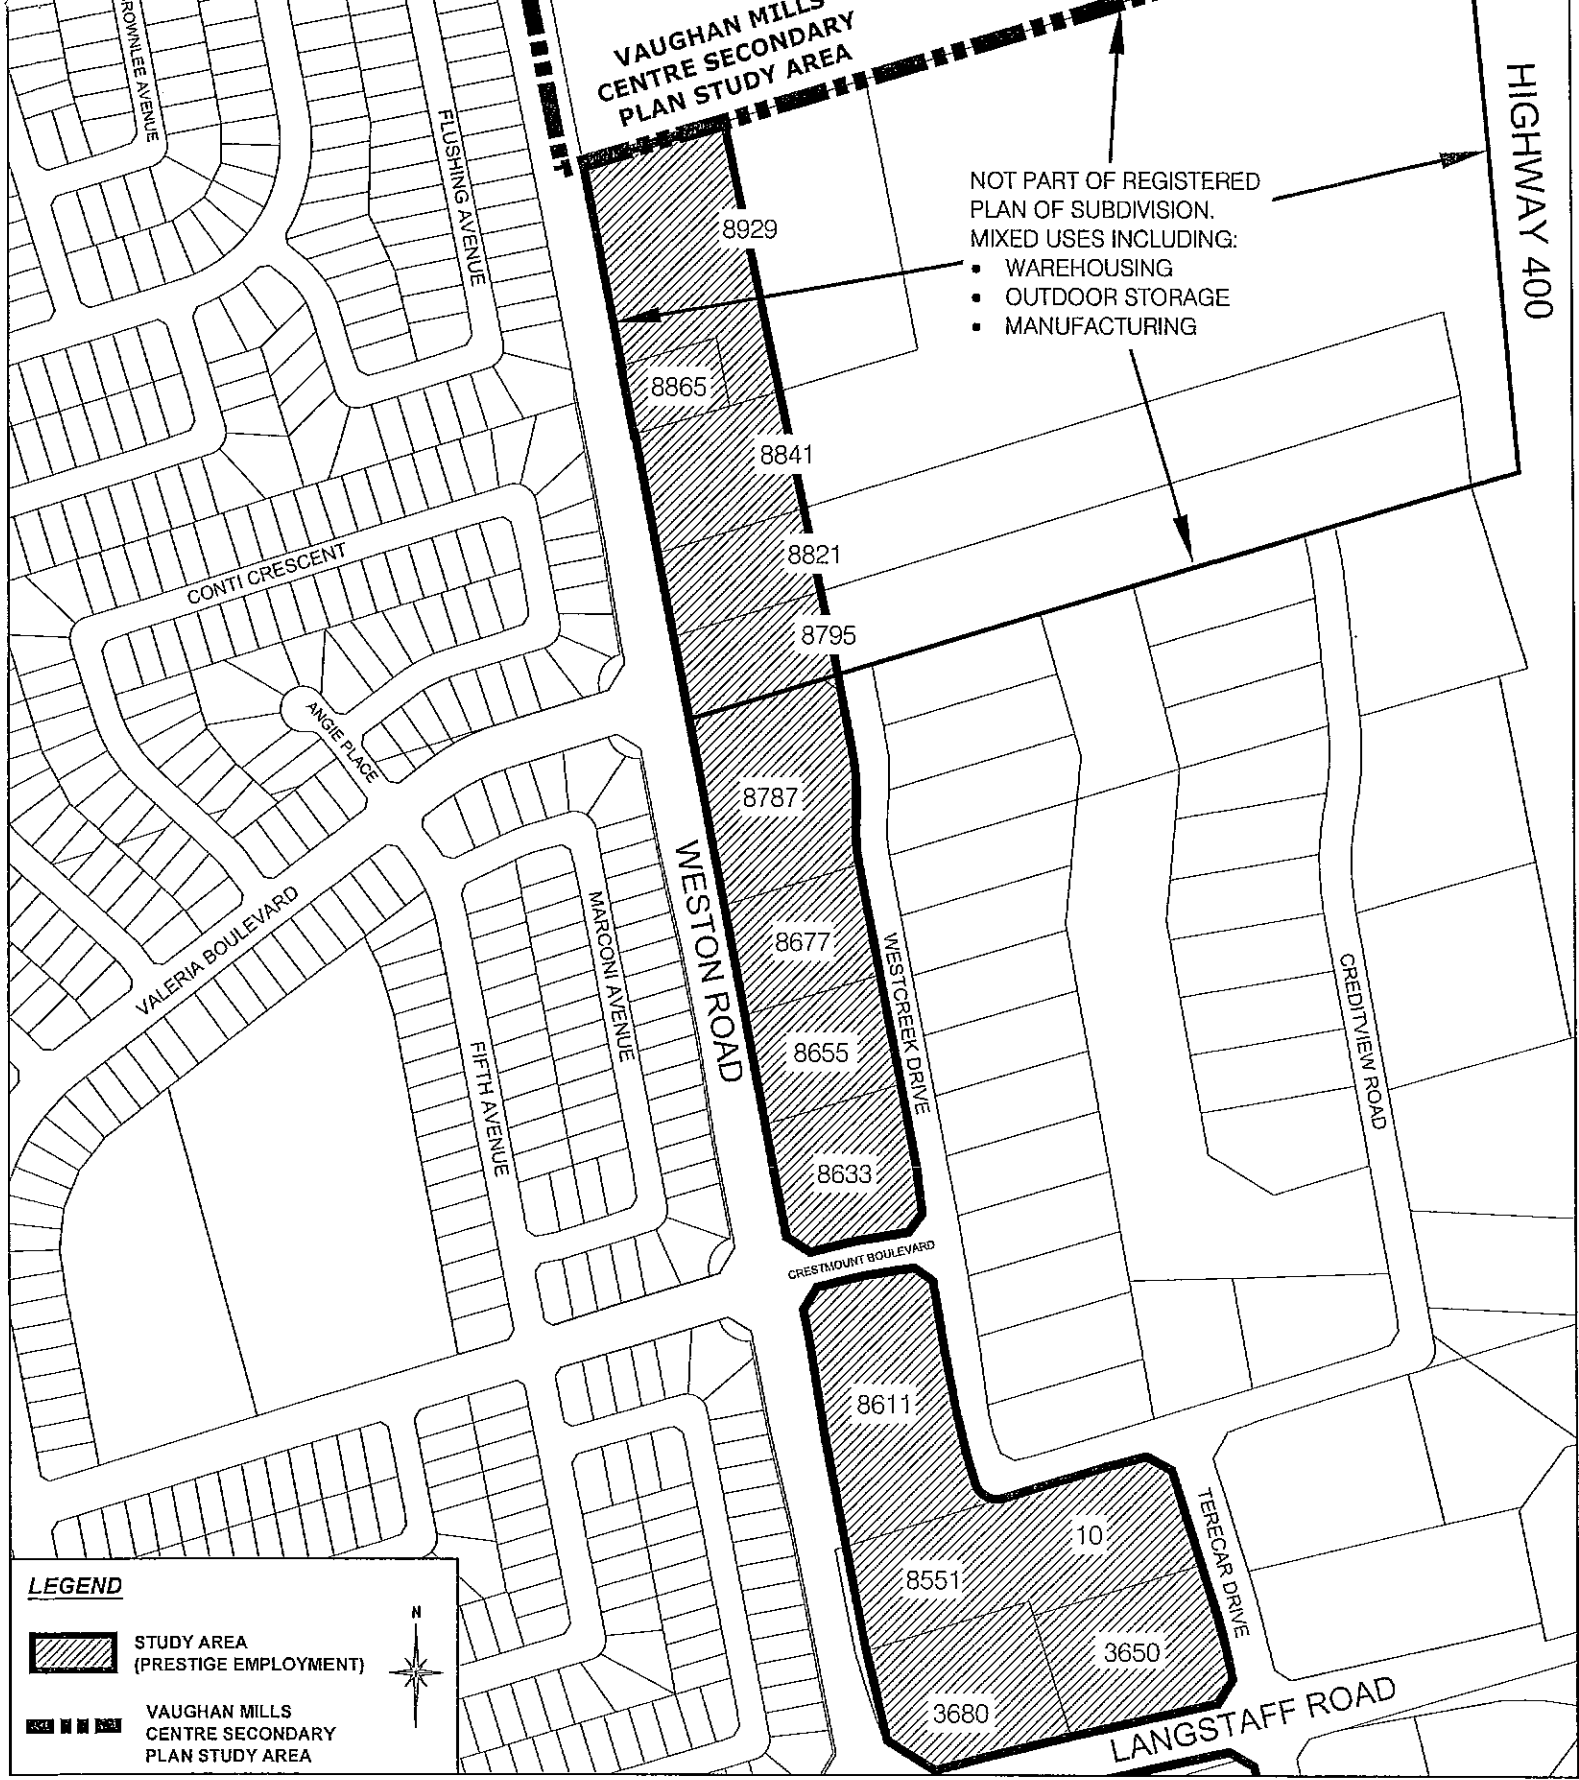 VAUGHAN MILLS
CENTRE SECONDARY
PLAN STUDY AREA
FLUSHING AVENUE
HIGHWAY 400
NOT PART OF REGISTERED
PLAN OF SUBDIVISION.
MIXED USES INCLUDING:
• WAREHOUSING
• OUTDOOR STORAGE
• MANUFACTURING
8929
8865
8841
8821
8795
CONTI CRESCENT
ANGIE PLACE
8787
WESTON ROAD
MARCONI AVENUE
VALERIA BOULEVARD
8677
WESTCREEK DRIVE
CREDITVIEW ROAD
FIFTH AVENUE
8655
8633
CRESTMOUNT BOULEVARD
8611
10
8551
TERECAR DRIVE
3650
3680
LANGSTAFF ROAD
LEGEND
N
STUDY AREA
(PRESTIGE EMPLOYMENT)
VAUGHAN MILLS
CENTRE SECONDARY
PLAN STUDY AREA